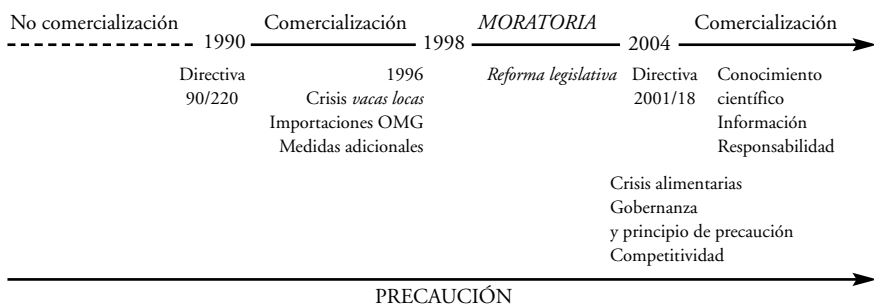 No comercialización
Comercialización
MORATORIA
Comercialización
1990
1998
2004
Directiva
90/220
1996
Crisis vacas locas
Importaciones OMG
Medidas adicionales
Reforma legislativa
Directiva
2001/18
Conocimiento
científico
Información
Responsabilidad
Crisis alimentarias
Gobernanza
y principio de precaución
Competitividad
PRECAUCIÓN